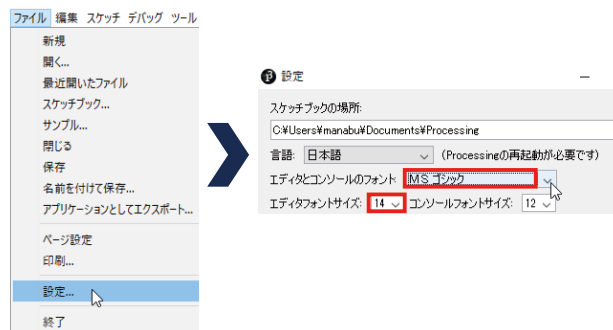 ファイル 編集 スケッチ デバッグ ツール
新規
開く...
最近開いたファイル
スケッチブック...
サンプル...
閉じる
保存
名前を付けて保存...
アプリケーションとしてエクスポート...
ページ設定
印刷...
設定...
終了
設定
スケッチブックの場所:
C:¥Users¥manabu¥Documents¥Processing
言語: 日本語 (Processingの再起動が必要です)
エディタとコンソールのフォント: MS ゴシック
エディタフォントサイズ: 14 コンソールフォントサイズ: 12